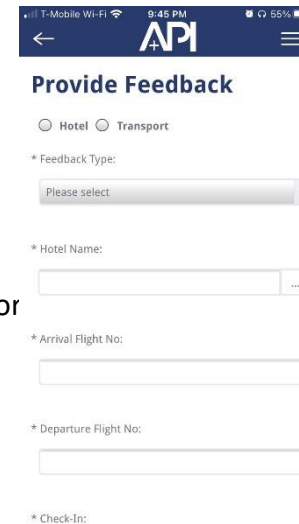 T-Mobile Wi-Fi 9:45 PM 55%
API
Provide Feedback
Hotel Transport
* Feedback Type:
Please select
* Hotel Name:
...
or
* Arrival Flight No:
* Departure Flight No:
* Check-In: